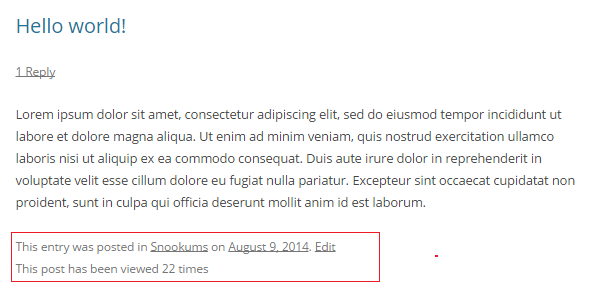 Hello world!
1 Reply
Lorem ipsum dolor sit amet, consectetur adipiscing elit, sed do eiusmod tempor incididunt ut
labore et dolore magna aliqua. Ut enim ad minim veniam, quis nostrud exercitation ullamco
laboris nisi ut aliquip ex ea commodo consequat. Duis aute irure dolor in reprehenderit in
voluptate velit esse cillum dolore eu fugiat nulla pariatur. Excepteur sint occaecat cupidatat non
proident, sunt in culpa qui officia deserunt mollit anim id est laborum.
This entry was posted in Snookums on August 9, 2014. Edit
This post has been viewed 22 times